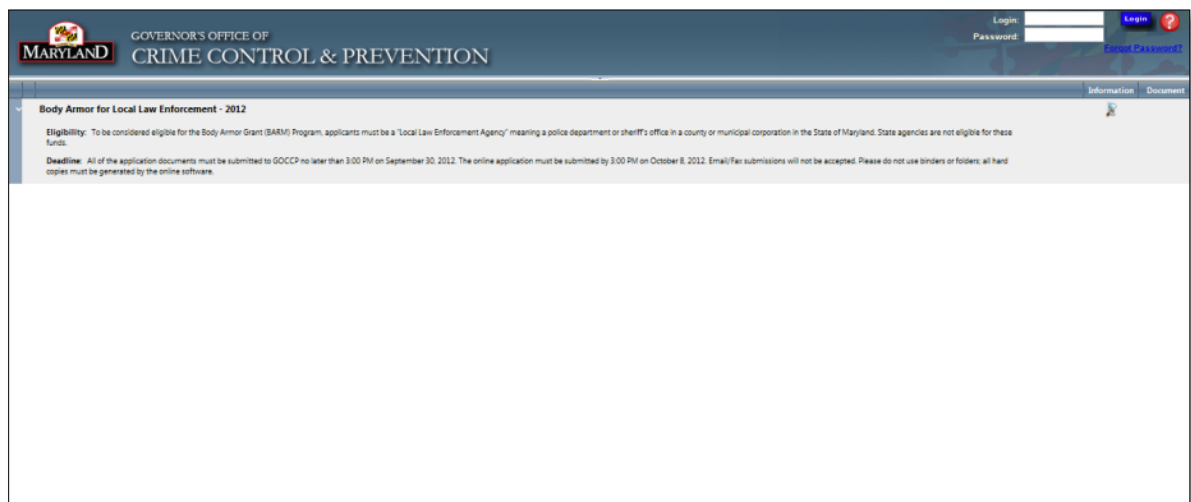 MARYLAND
GOVERNOR'S OFFICE OF
CRIME CONTROL & PREVENTION
Login:
Login
?
Password:
Forgot Password?
Information Document
Body Armor for Local Law Enforcement - 2012
Eligibility: To be considered eligible for the Body Armor Grant (BARM) Program, applicants must be a "Local Law Enforcement Agency" meaning a police department or sheriff's office in a county or municipal corporation in the State of Maryland. State agencies are not eligible for these
funds.
Deadline: All of the application documents must be submitted to GOCCP no later than 3:00 PM on September 30, 2012. The online application must be submitted by 3:00 PM on October 8, 2012. Email/Fax submissions will not be accepted. Please do not use binders or folders; all hard
copies must be generated by the online software.